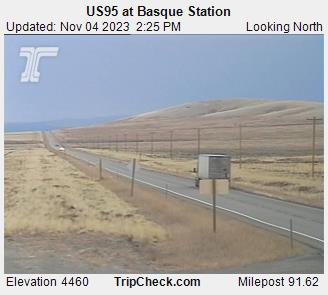 US95 at Basque Station
Updated: Nov 04 2023 2:25 PM Looking North
Elevation 4460 TripCheck.com Milepost 91.62